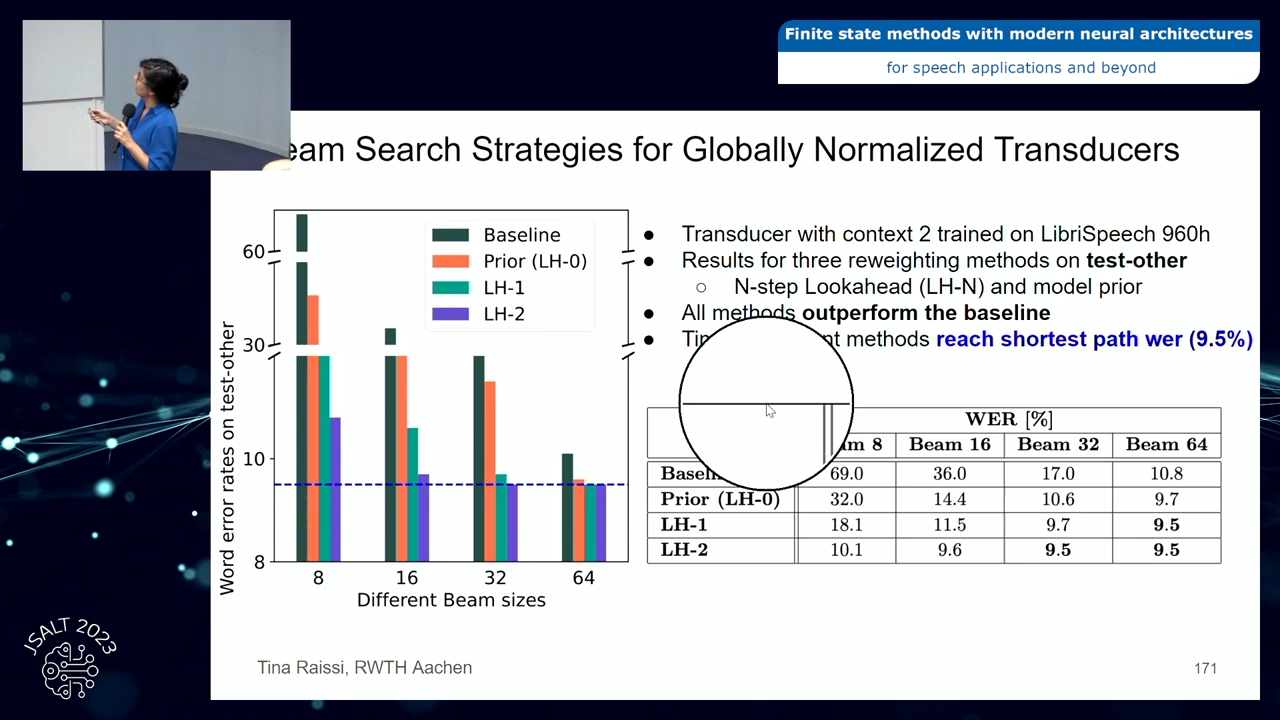 Finite state methods with modern neural architectures
for speech applications and beyond
eam Search Strategies for Globally Normalized Transducers
Word error rates on test-other
60
30
10
8
Baseline
Prior (LH-0)
LH-1
LH-2
8 16 32 64
Different Beam sizes
● Transducer with context 2 trained on LibriSpeech 960h
● Results for three reweighting methods on test-other
○ N-step Lookahead (LH-N) and model prior
● All methods outperform the baseline
● nt methods reach shortest path wer (9.5%)
WER [%]
Beam 16 Beam 32 Beam 64
69.0 36.0 17.0 10.8
Prior (LH-0) 32.0 14.4 10.6 9.7
LH-1 18.1 11.5 9.7 9.5
LH-2 10.1 9.6 9.5 9.5
JSALT 2023
Tina Raissi, RWTH Aachen
171